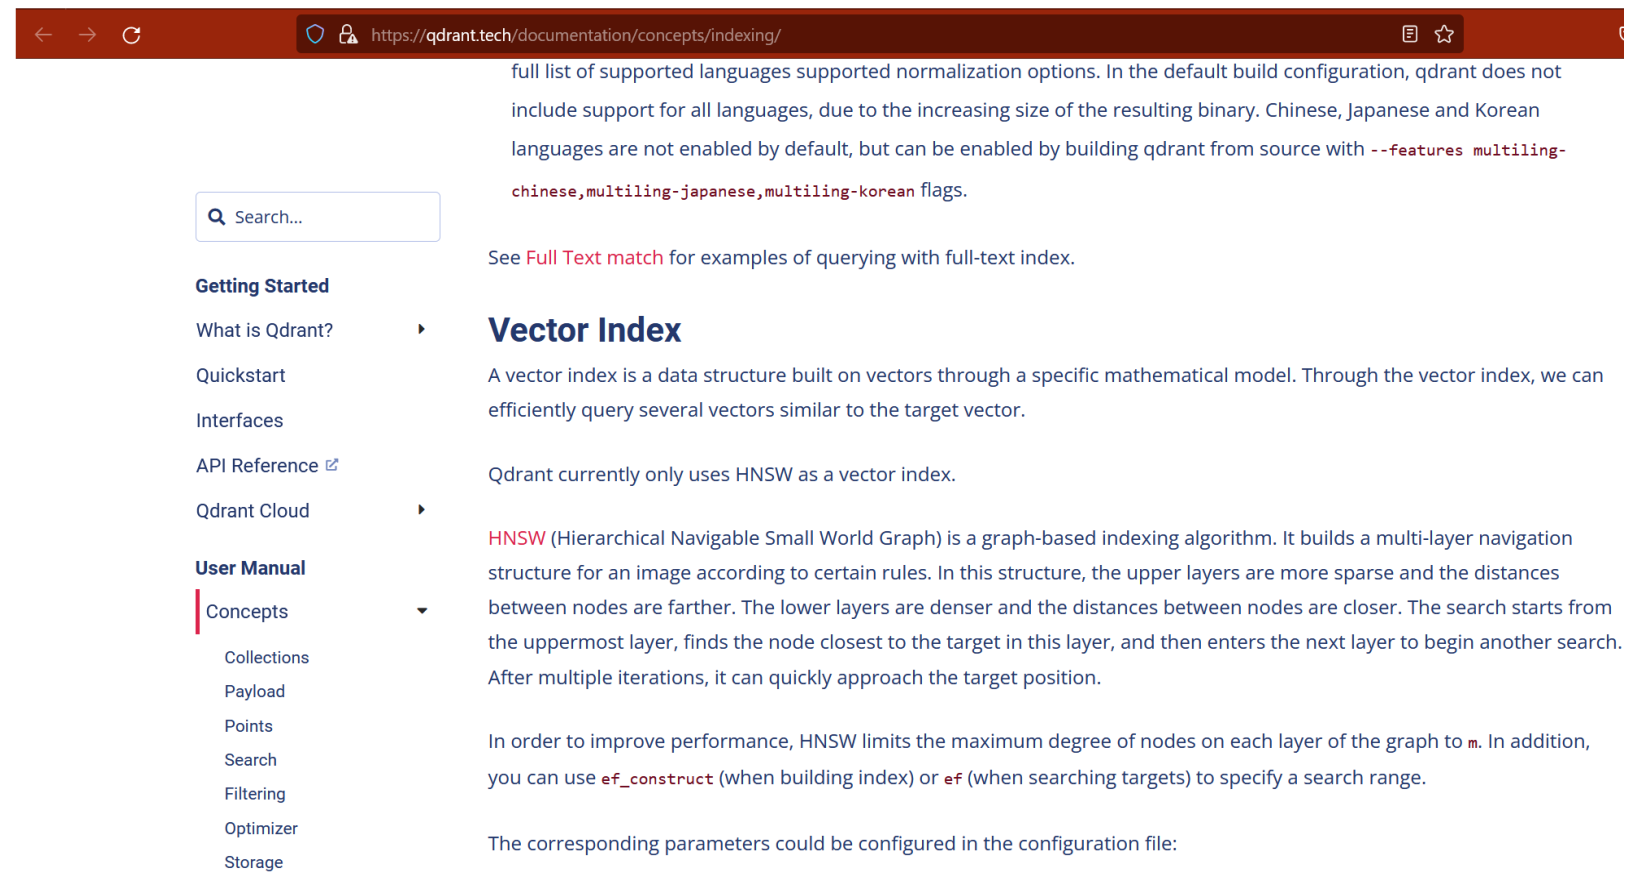 https://qdrant.tech/documentation/concepts/indexing/
full list of supported languages supported normalization options. In the default build configuration, qdrant does not
include support for all languages, due to the increasing size of the resulting binary. Chinese, Japanese and Korean
languages are not enabled by default, but can be enabled by building qdrant from source with --features multiling-
chinese,multiling-japanese,multiling-korean flags.
See Full Text match for examples of querying with full-text index.
Vector Index
A vector index is a data structure built on vectors through a specific mathematical model. Through the vector index, we can
efficiently query several vectors similar to the target vector.
Qdrant currently only uses HNSW as a vector index.
HNSW (Hierarchical Navigable Small World Graph) is a graph-based indexing algorithm. It builds a multi-layer navigation
structure for an image according to certain rules. In this structure, the upper layers are more sparse and the distances
between nodes are farther. The lower layers are denser and the distances between nodes are closer. The search starts from
the uppermost layer, finds the node closest to the target in this layer, and then enters the next layer to begin another search.
After multiple iterations, it can quickly approach the target position.
In order to improve performance, HNSW limits the maximum degree of nodes on each layer of the graph to m. In addition,
you can use ef_construct (when building index) or ef (when searching targets) to specify a search range.
The corresponding parameters could be configured in the configuration file:
Search...
Getting Started
What is Qdrant?
Quickstart
Interfaces
API Reference
Qdrant Cloud
User Manual
Concepts
Collections
Payload
Points
Search
Filtering
Optimizer
Storage